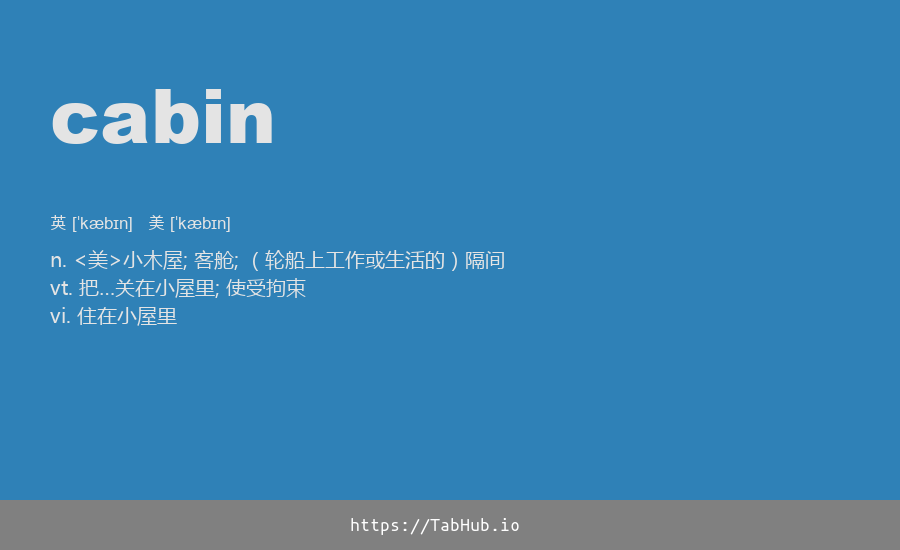 cabin
英 [ˈkæbɪn] 美 [ˈkæbɪn]
n. <美>小木屋; 客舱; （轮船上工作或生活的）隔间
vt. 把…关在小屋里; 使受拘束
vi. 住在小屋里
https://TabHub.io